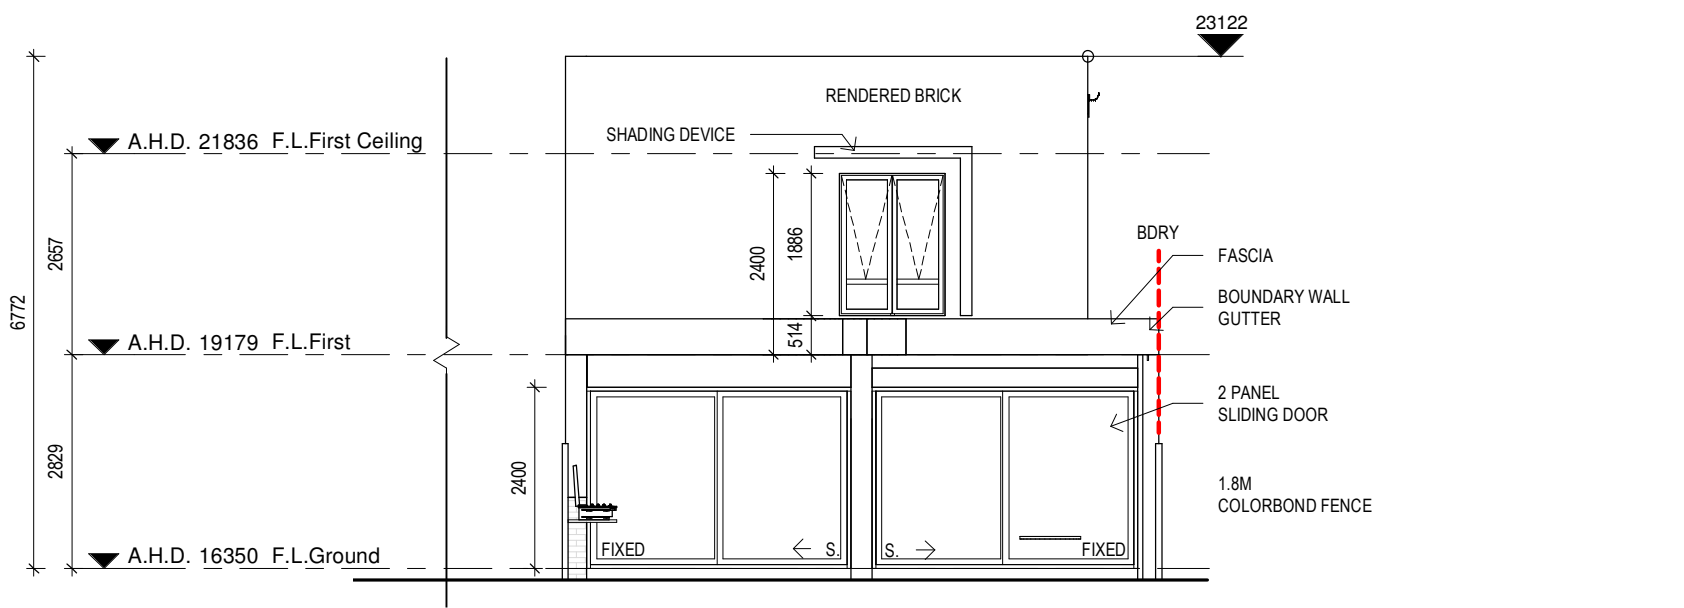 23122
RENDERED BRICK
SHADING DEVICE
A.H.D. 21836 F.L.First Ceiling
BDRY
FASCIA
2657
2400
1886
BOUNDARY WALL
GUTTER
6772
514
A.H.D. 19179 F.L.First
2 PANEL
SLIDING DOOR
2829
2400
1.8M
COLORBOND FENCE
A.H.D. 16350 F.L.Ground
FIXED
S.
S.
FIXED